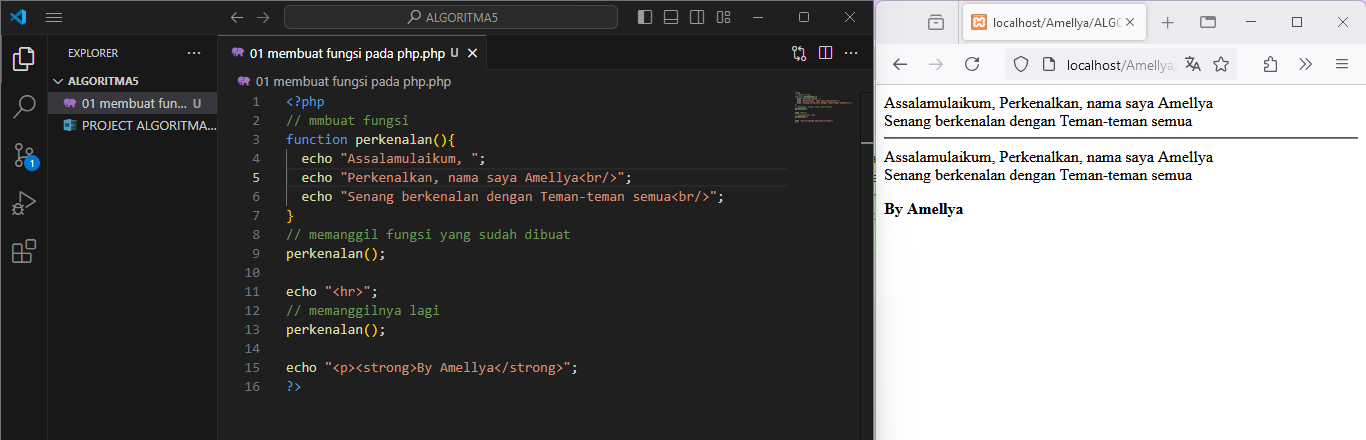 ALGORITMA5
EXPLORER
ALGORITMA5
01 membuat fun... U
PROJECT ALGORITMA...
1
01 membuat fungsi pada php.php U
01 membuat fungsi pada php.php
1 <?php
2 // mmbuat fungsi
3 function perkenalan(){
4 echo "Assalamulaikum, ";
5 echo "Perkenalkan, nama saya Amellya<br/>";
6 echo "Senang berkenalan dengan Teman-teman semua<br/>";
7 }
8 // memanggil fungsi yang sudah dibuat
9 perkenalan();
10
11 echo "<hr>";
12 // memanggilnya lagi
13 perkenalan();
14
15 echo "<p><strong>By Amellya</strong>";
16 ?>
localhost/Amellya/ALGO
localhost/Amellya/
Assalamulaikum, Perkenalkan, nama saya Amellya
Senang berkenalan dengan Teman-teman semua
Assalamulaikum, Perkenalkan, nama saya Amellya
Senang berkenalan dengan Teman-teman semua
By Amellya